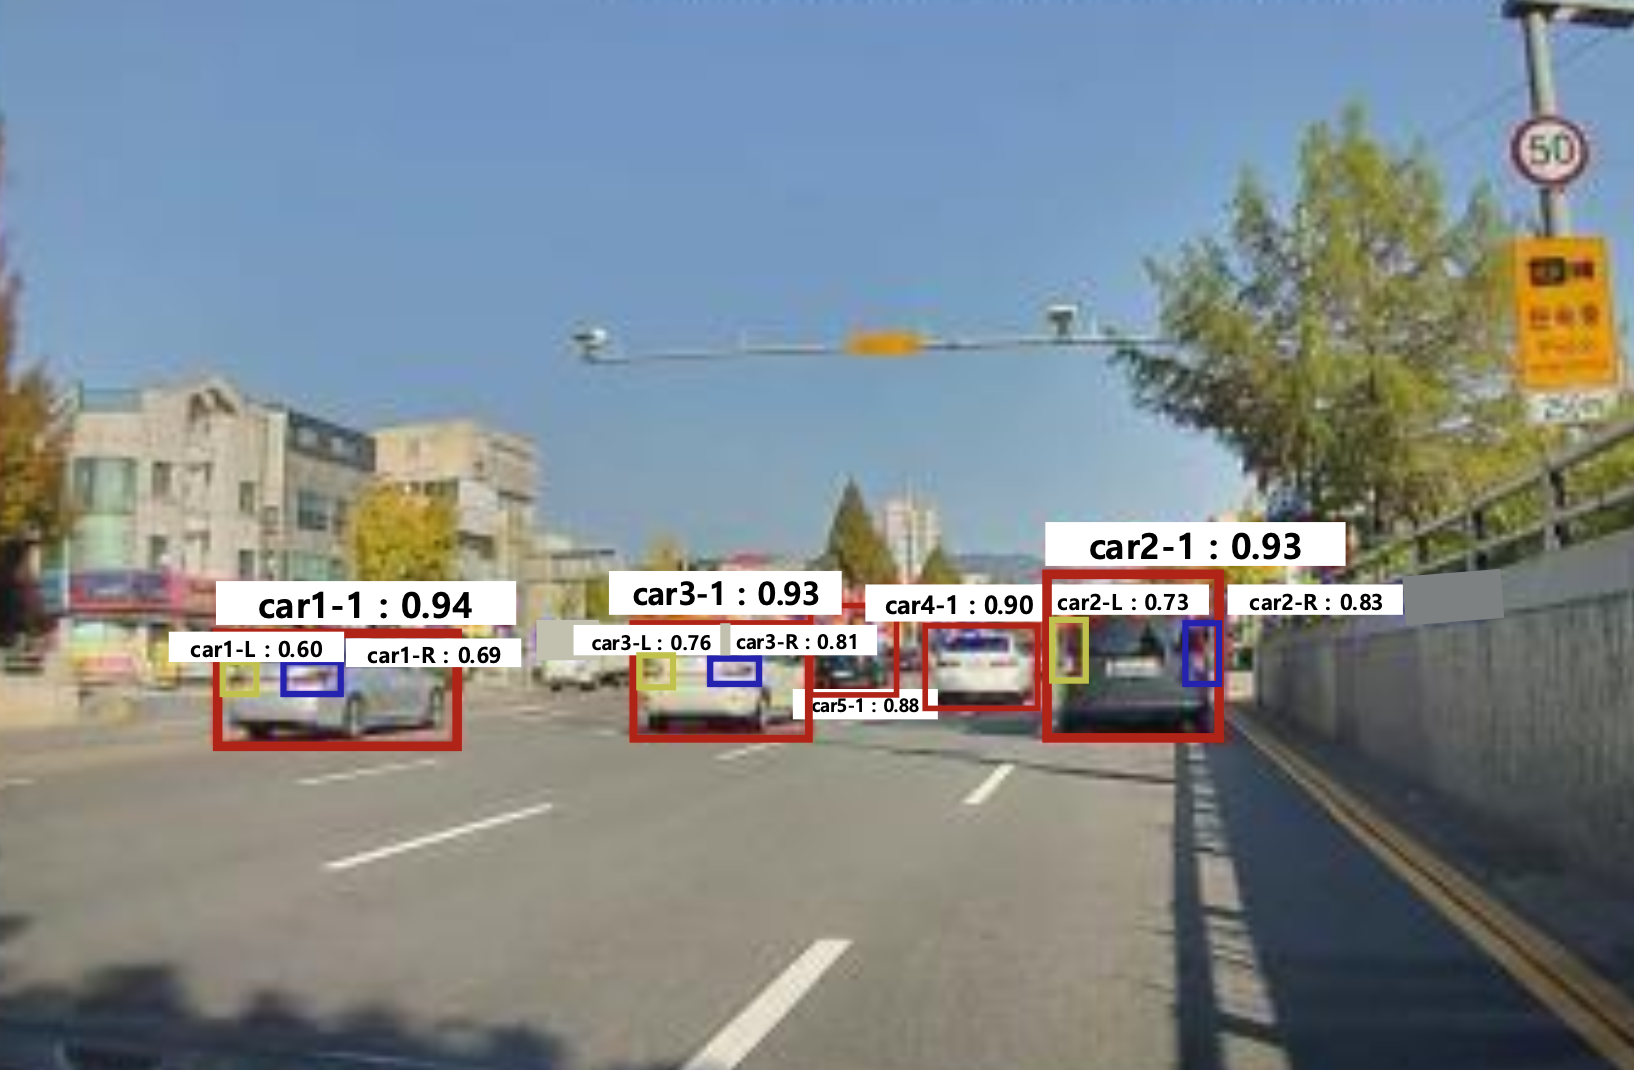 50
car2-1 : 0.93
car1-1 : 0.94
car3-1 : 0.93
car4-1 : 0.90
car2-L : 0.73
car2-R : 0.83
car1-L : 0.60
car1-R : 0.69
car3-L : 0.76
car3-R : 0.81
car5-1 : 0.88